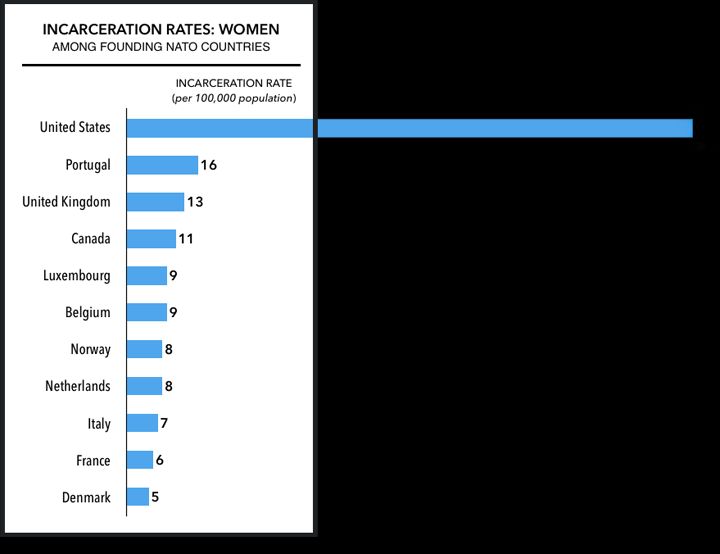 INCARCERATION RATES: WOMEN
AMONG FOUNDING NATO COUNTRIES
INCARCERATION RATE
(per 100,000 population)
United States
Portugal 16
United Kingdom 13
Canada 11
Luxembourg 9
Belgium 9
Norway 8
Netherlands 8
Italy 7
France 6
Denmark 5